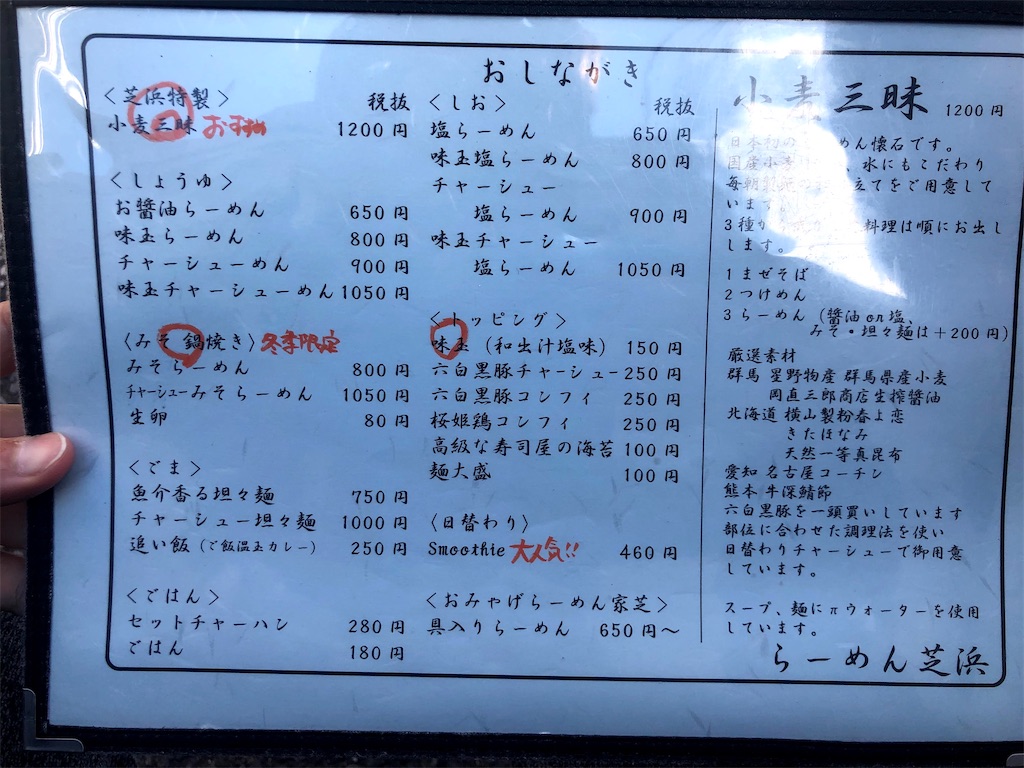 おしながき
〈芝浜特製〉 税抜
小麦三昧 おすすめ 1200円
〈しょうゆ〉
お醤油らーめん 650円
味玉らーめん 800円
チャーシューめん 900円
味玉チャーシューめん 1050円
〈みそ 鍋焼き〉冬季限定
みそらーめん 800円
チャーシューみそらーめん 1050円
生卵 80円
〈ごま〉
魚介香る坦々麺 750円
チャーシュー坦々麺 1000円
追い飯（ご飯温玉カレー） 250円
〈ごはん〉
セットチャーハン 280円
ごはん 180円
〈しお〉 税抜
塩らーめん 650円
味玉塩らーめん 800円
チャーシュー
塩らーめん 900円
味玉チャーシュー
塩らーめん 1050円
〈トッピング〉
味玉（和出汁塩味） 150円
六白黒豚チャーシュー 250円
六白黒豚コンフィ 250円
桜姫鶏コンフィ 250円
高級な寿司屋の海苔 100円
麺大盛 100円
〈日替わり〉
Smoothie 大人気!! 460円
〈おみやげらーめん家芝〉
具入りらーめん 650円～
小麦三昧 1200円
日本初の めん懐石です。
国産小麦 、水にもこだわり
毎朝製 立てをご用意して
います。
3種 料理は順にお出し
します。
1まぜそば
2つけめん
3らーめん（醤油or塩、
みそ・坦々麺は＋200円）
厳選素材
群馬 星野物産 群馬県産小麦
岡直三郎商店生搾醤油
北海道 横山製粉春よ恋
きたほなみ
天然一等真昆布
愛知 名古屋コーチン
熊本 牛深鯖節
六白黒豚を一頭買いしています
部位に合わせた調理法を使い
日替わりチャーシューで御用意
しています。
スープ、麺にπウォーターを使用
しています。
らーめん芝浜